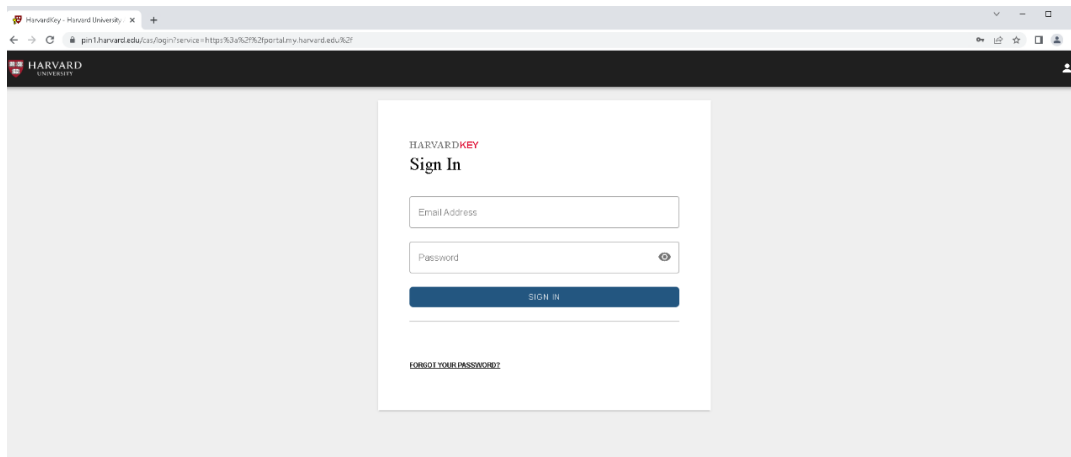 HarvardKey - Harvard University
pin1.harvard.edu/cas/login?service=https%3a%2f%2fportal.my.harvard.edu%2f
HARVARD
UNIVERSITY
HARVARDKEY
Sign In
Email Address
Password
SIGN IN
FORGOT YOUR PASSWORD?